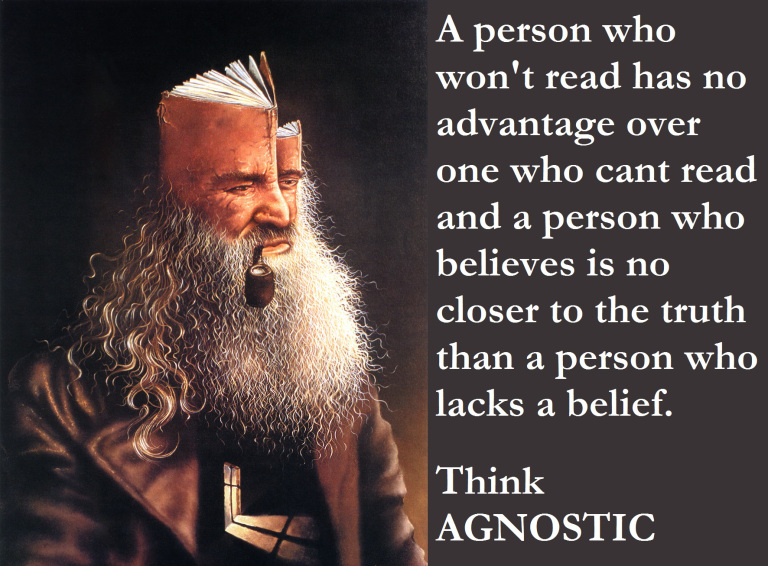 A person who
won't read has no
advantage over
one who cant read
and a person who
believes is no
closer to the truth
than a person who
lacks a belief.
Think
AGNOSTIC